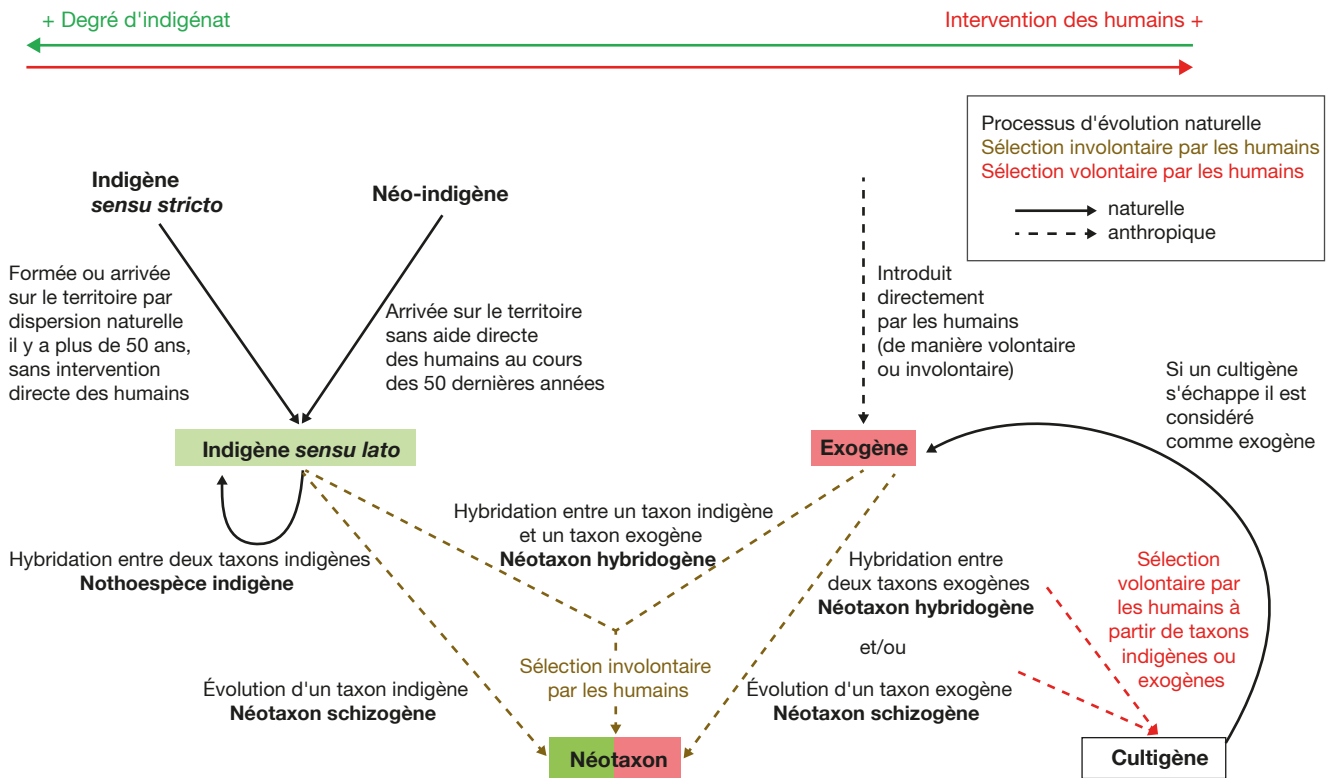 + Degré d'indigénat
Intervention des humains +
Processus d'évolution naturelle
Sélection involontaire par les humains
Sélection volontaire par les humains
naturelle
anthropique
Indigène
sensu stricto
Néo-indigène
Formée ou arrivée
sur le territoire par
dispersion naturelle
il y a plus de 50 ans,
sans intervention
directe des humains
Arrivée sur le territoire
sans aide directe
des humains au cours
des 50 dernières années
Introduit
directement
par les humains
(de manière volontaire
ou involontaire)
Si un cultigène
s'échappe il est
considéré
comme exogène
Indigène sensu lato
Exogène
Hybridation entre deux taxons indigènes
Nothoespèce indigène
Hybridation entre un taxon indigène
et un taxon exogène
Néotaxon hybridogène
Hybridation entre
deux taxons exogènes
Néotaxon hybridogène
et/ou
Sélection
volontaire par
les humains à
partir de taxons
indigènes ou
exogènes
Évolution d'un taxon indigène
Néotaxon schizogène
Sélection involontaire
par les humains
Évolution d'un taxon exogène
Néotaxon schizogène
Néotaxon
Cultigène